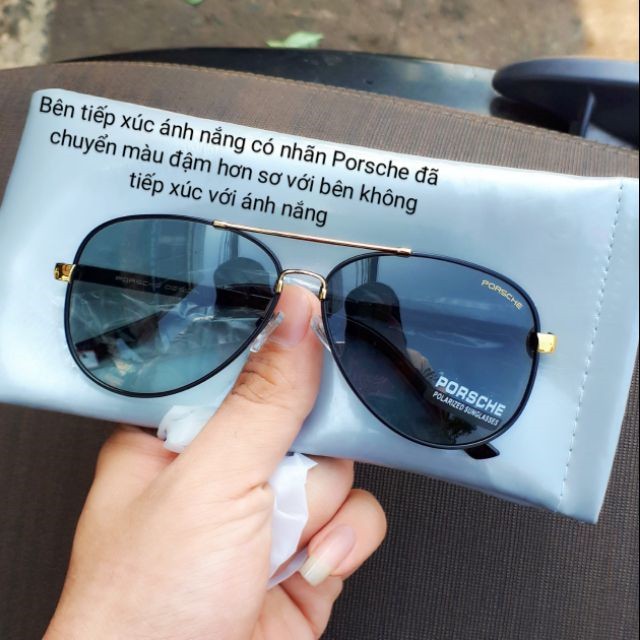 Bên tiếp xúc ánh nắng có nhãn Porsche đã
chuyển màu đậm hơn sơ với bên không
tiếp xúc với ánh nắng
PORSCHE
PORSCHE
POLARIZED SUNGLASSES